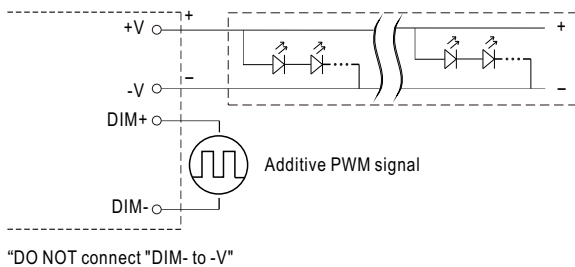 +V
+
+
-V
−
−
DIM+
Additive PWM signal
DIM-
“DO NOT connect "DIM- to -V"